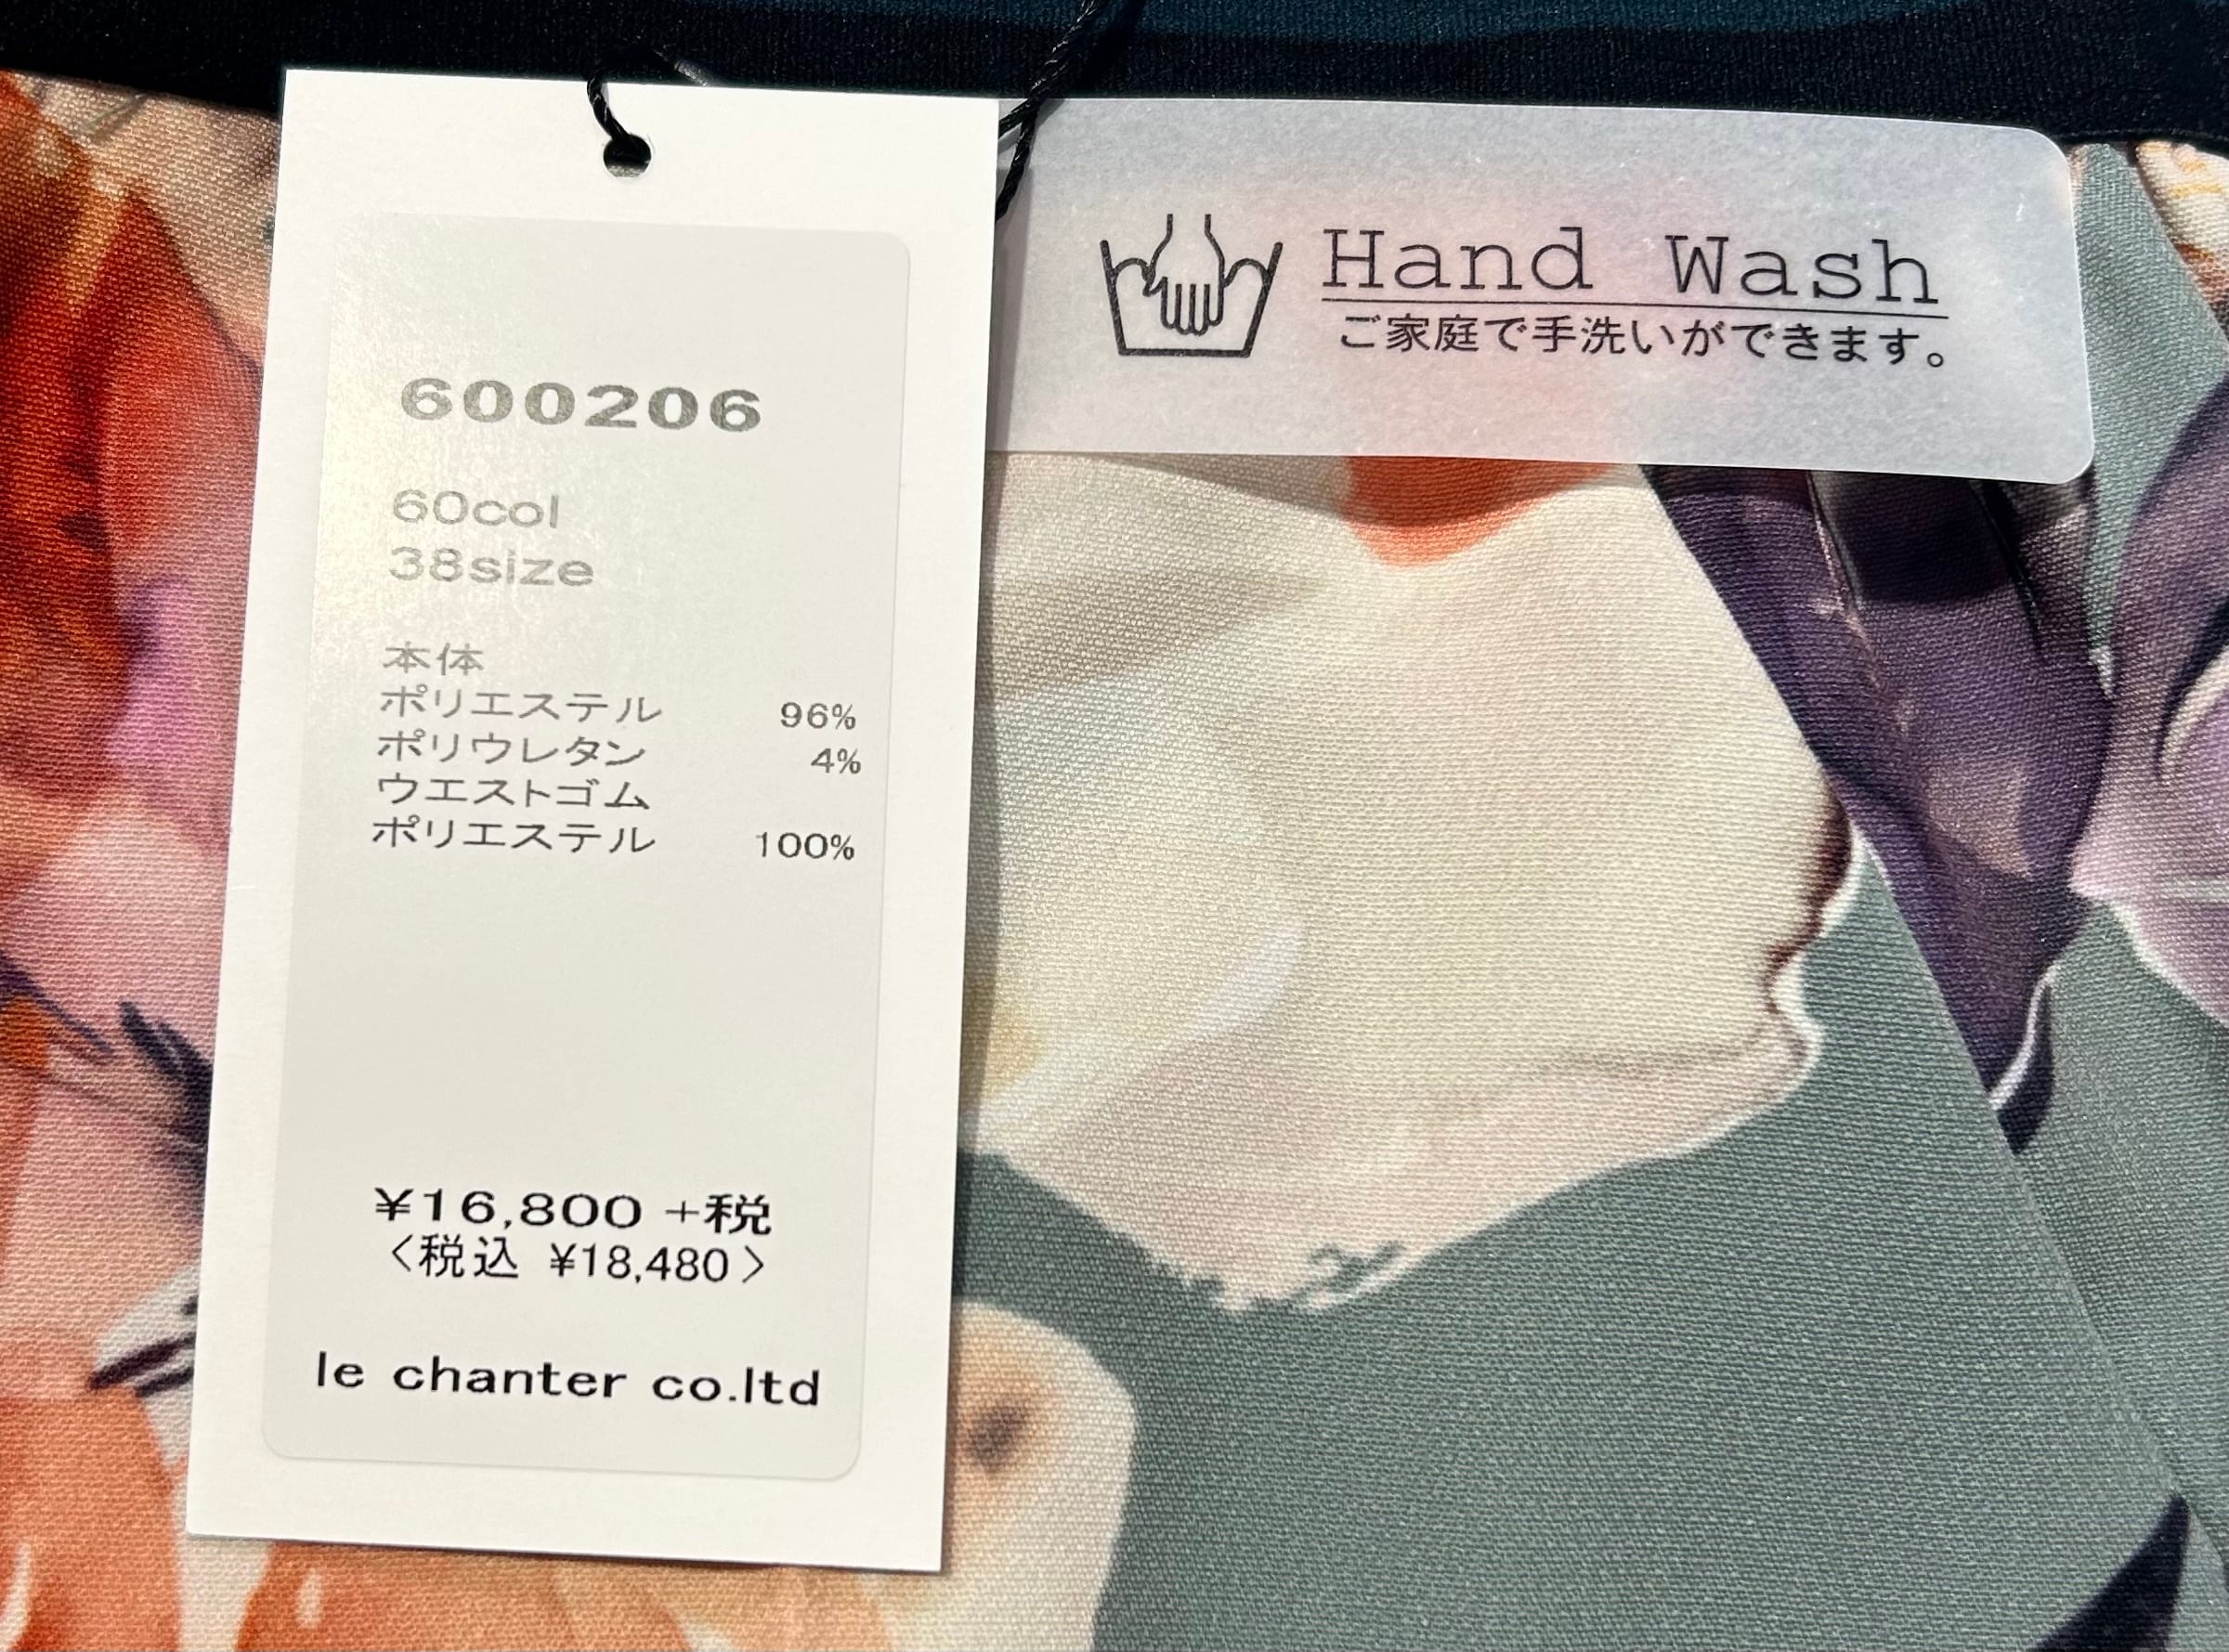 600206
60col
38size
本体
ポリエステル 96%
ポリウレタン 4%
ウエストゴム
ポリエステル 100%
¥16,800 +税
〈税込 ¥18,480〉
le chanter co.ltd
Hand Wash
ご家庭で手洗いができます。